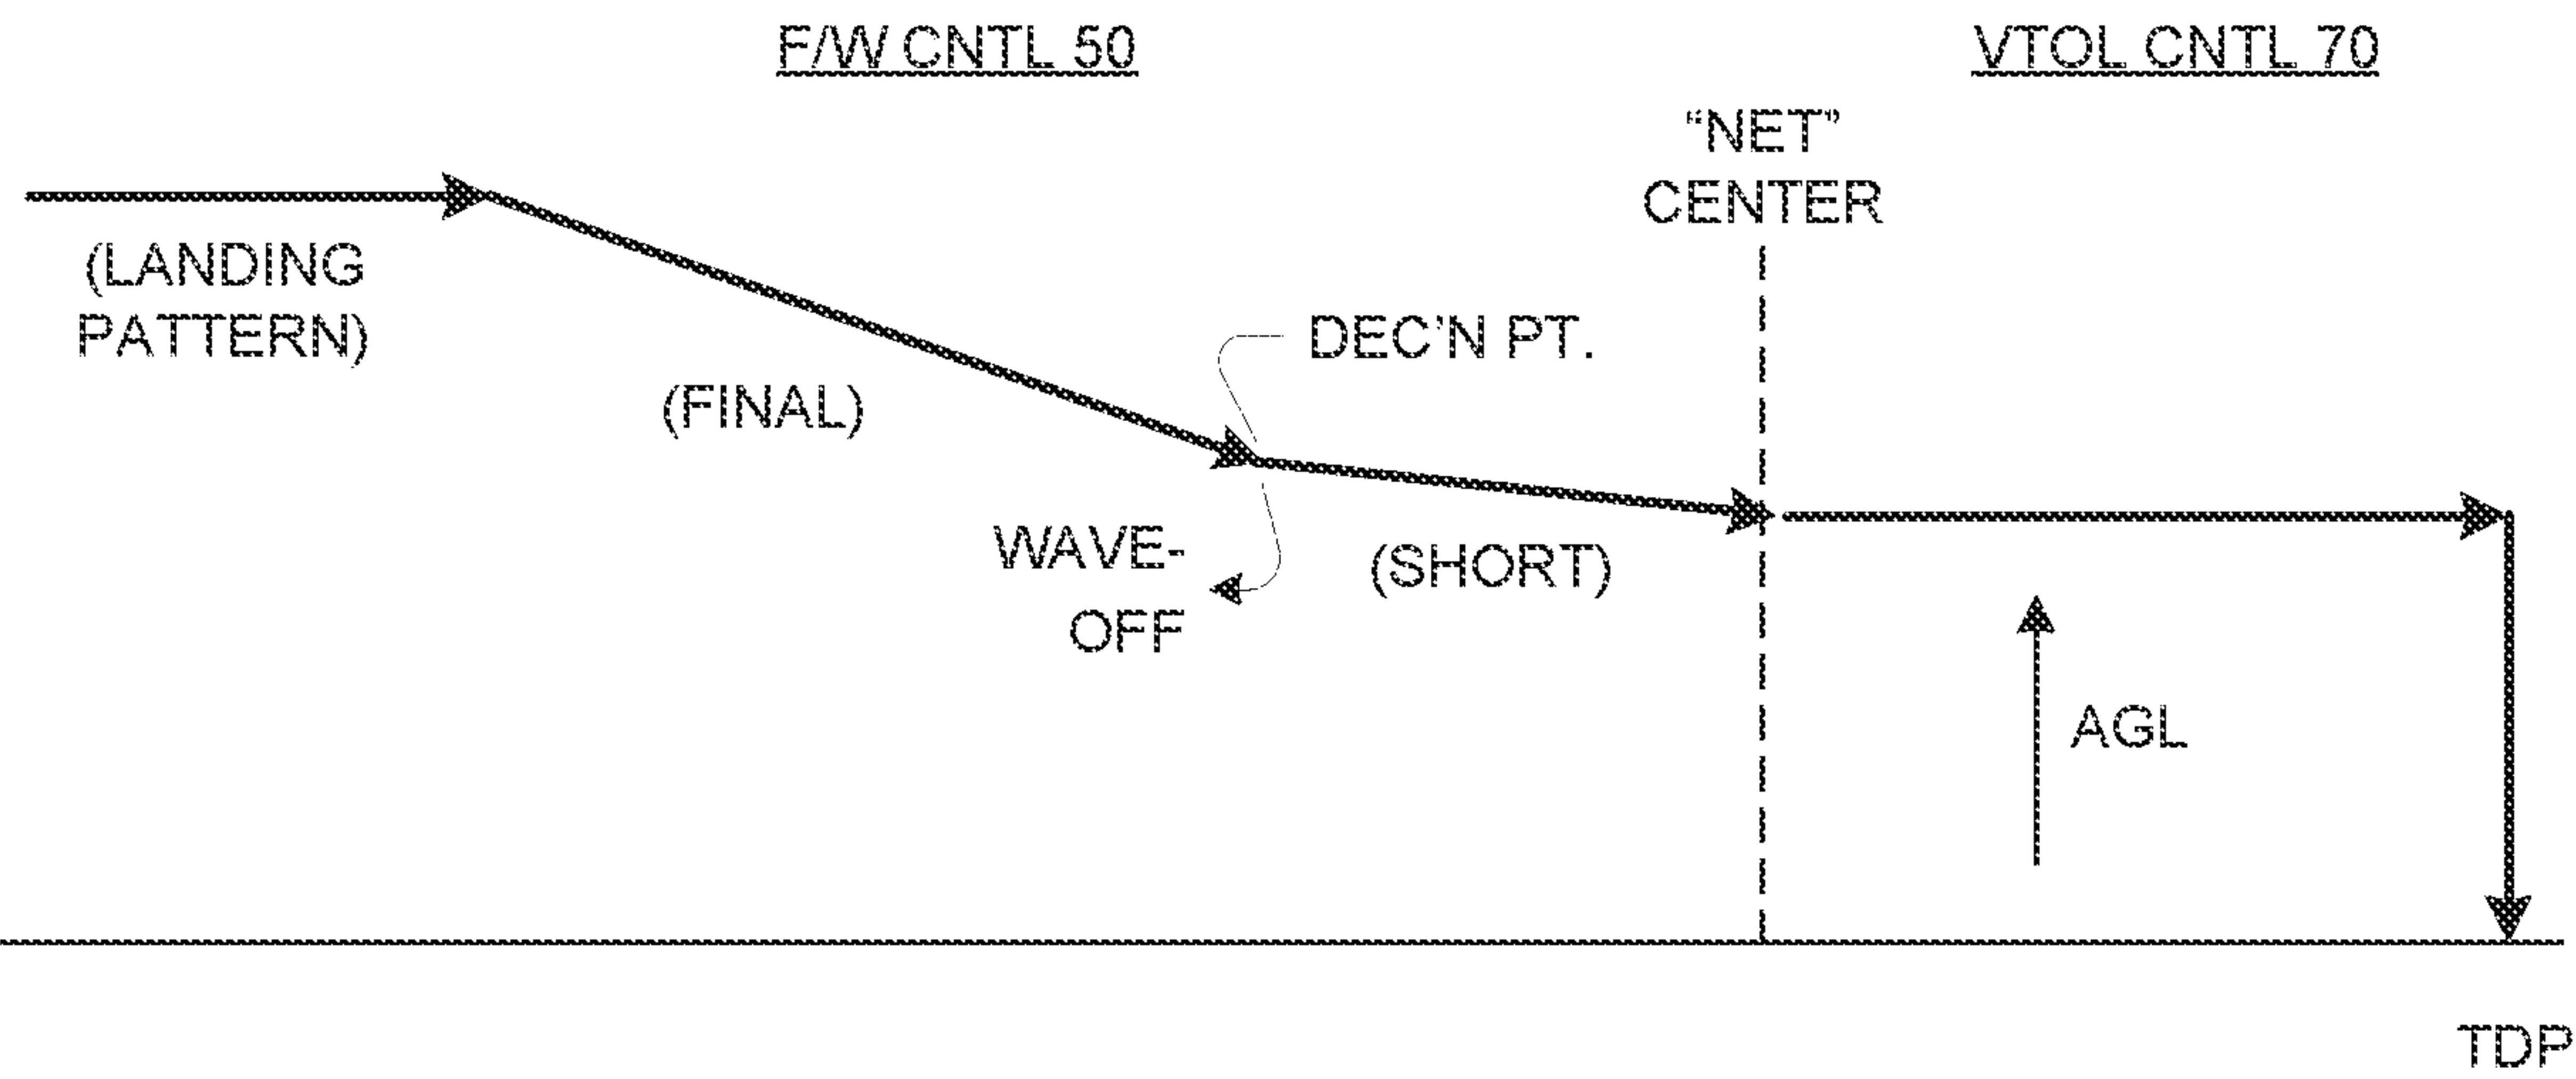 F/W CNTL 50
VTOL CNTL 70
“NET”
CENTER
(LANDING
PATTERN)
DEC’N PT.
(FINAL)
WAVE-
OFF
(SHORT)
AGL
TDP